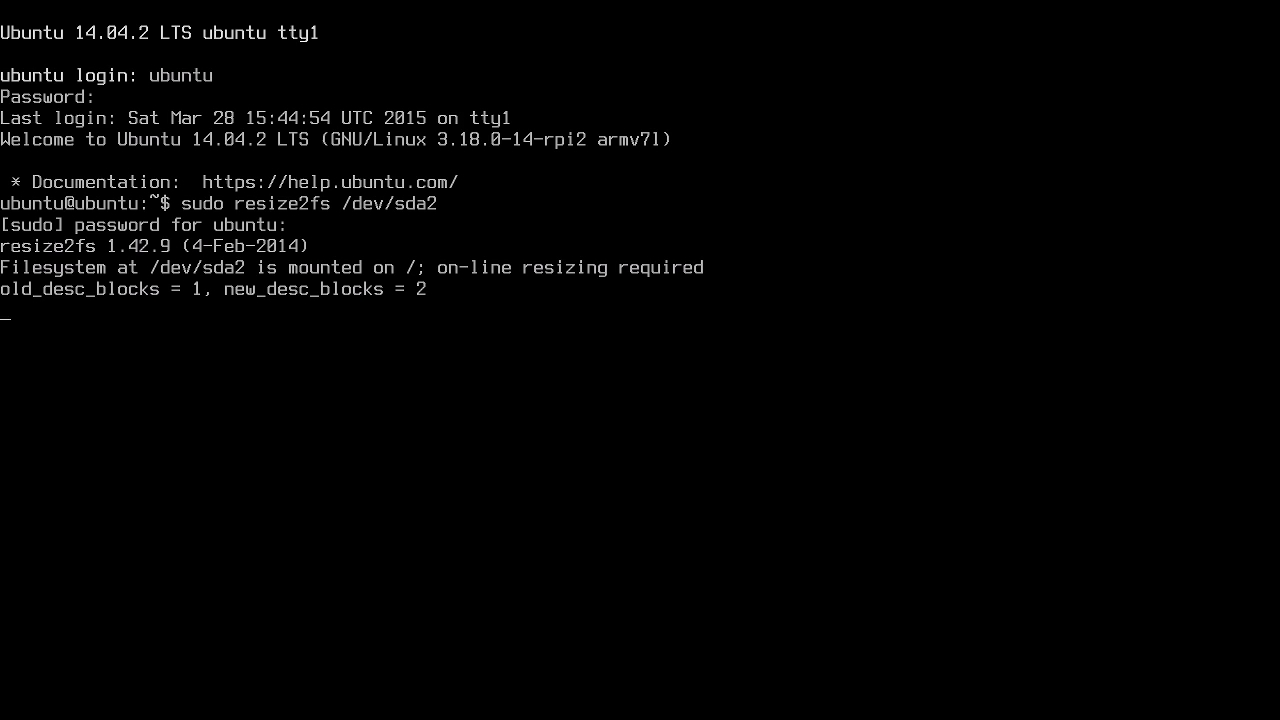 Ubuntu 14.04.2 LTS ubuntu tty1
ubuntu login: ubuntu
Password:
Last login: Sat Mar 28 15:44:54 UTC 2015 on tty1
Welcome to Ubuntu 14.04.2 LTS (GNU/Linux 3.18.0-14-rpi2 armv7l)
 * Documentation:  https://help.ubuntu.com/
ubuntu@ubuntu:~$ sudo resize2fs /dev/sda2
[sudo] password for ubuntu:
resize2fs 1.42.9 (4-Feb-2014)
Filesystem at /dev/sda2 is mounted on /; on-line resizing required
old_desc_blocks = 1, new_desc_blocks = 2
_